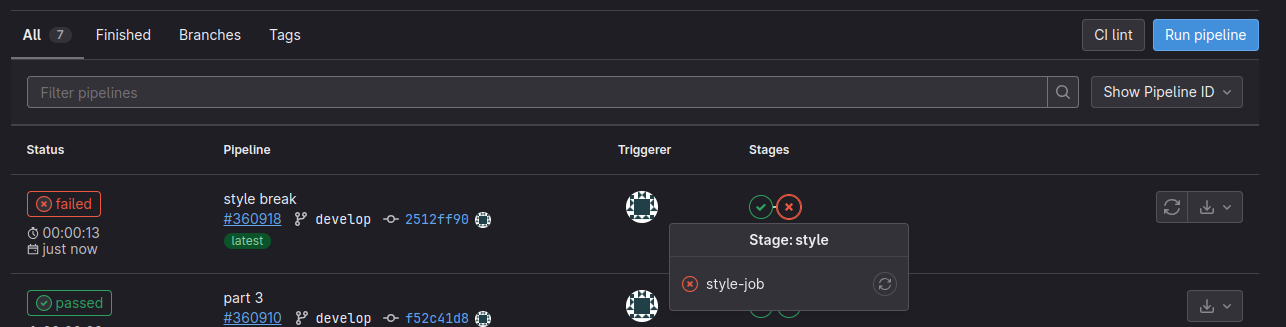 All 7 Finished Branches Tags CI lint Run pipeline
Filter pipelines Show Pipeline ID
Status Pipeline Triggerer Stages
failed style break
#360918 develop 2512ff90
00:00:13 latest
just now
Stage: style
style-job
passed part 3
#360910 develop f52c41d8